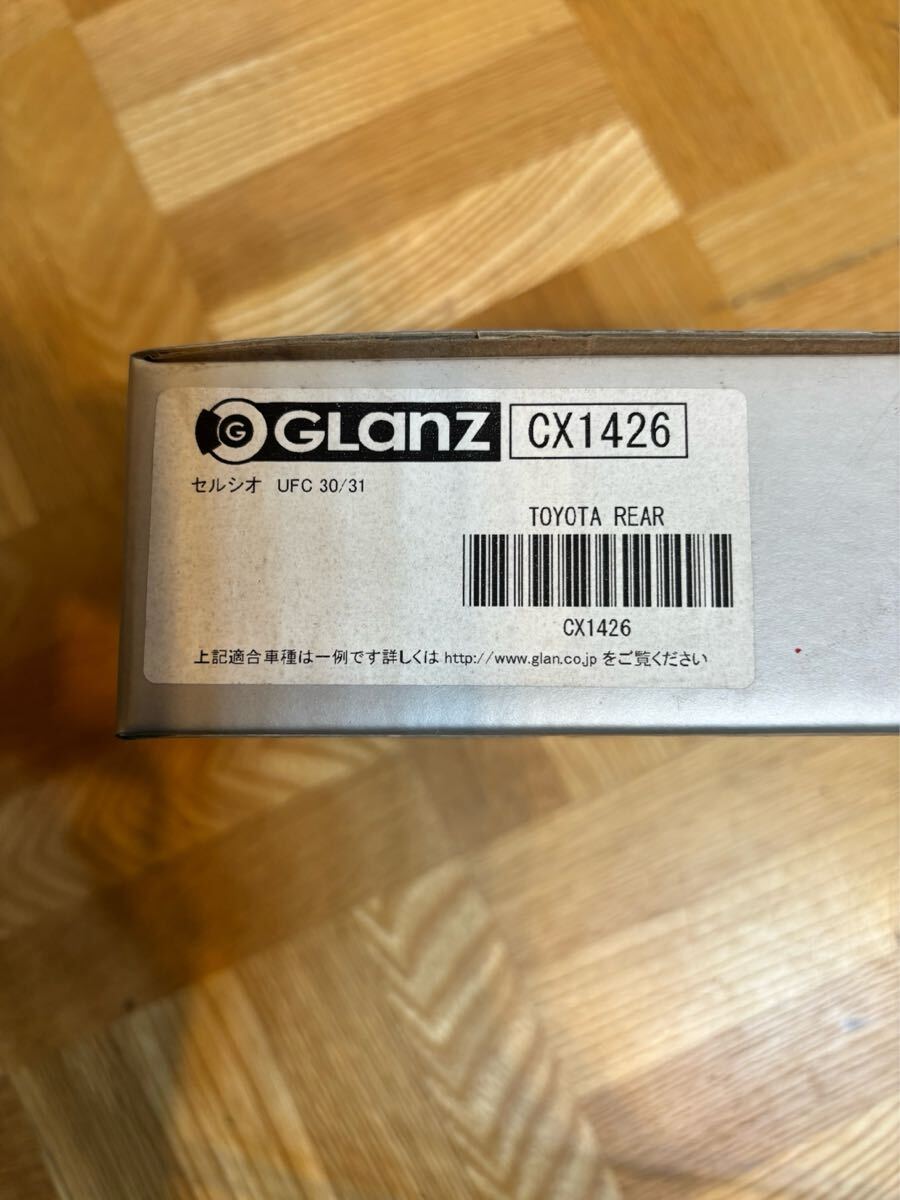 G GLanz CX1426
セルシオ UFC 30/31
TOYOTA REAR
CX1426
上記適合車種は一例です詳しくは http://www.glan.co.jp をご覧ください